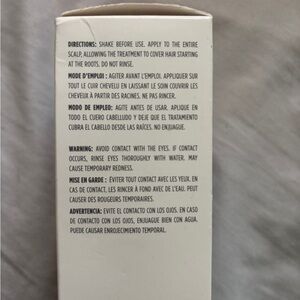 DIRECTIONS: SHAKE BEFORE USE. APPLY TO THE ENTIRE
SCALP, ALLOWING THE TREATMENT TO COVER HAIR STARTING
AT THE ROOTS. DO NOT RINSE.
MODE D'EMPLOI : AGITER AVANT L'EMPLOI. APPLIQUER SUR
TOUT LE CUIR CHEVELU EN LAISSANT LE SOIN COUVRIR LES
CHEVEUX À PARTIR DES RACINES. NE PAS RINCER.
MODO DE EMPLEO: AGITE ANTES DE USAR. APLIQUE EN
TODO EL CUERO CABELLUDO Y DEJE QUE EL TRATAMIENTO
CUBRA EL CABELLO DESDE LAS RAÍCES. NO ENJUAGUE.
WARNING: AVOID CONTACT WITH THE EYES. IF CONTACT
OCCURS, RINSE EYES THOROUGHLY WITH WATER. MAY
CAUSE TEMPORARY REDNESS.
MISE EN GARDE : ÉVITER TOUT CONTACT AVEC LES YEUX. EN
CAS DE CONTACT, LES RINCER À FOND AVEC DE L'EAU. PEUT
CAUSER DES ROUGEURS TEMPORAIRES.
ADVERTENCIA: EVITE EL CONTACTO CON LOS OJOS. EN CASO
DE CONTACTO CON LOS OJOS, ENJUAGUE BIEN CON AGUA.
PUEDE CAUSAR ENROJECIMIENTO TEMPORAL.